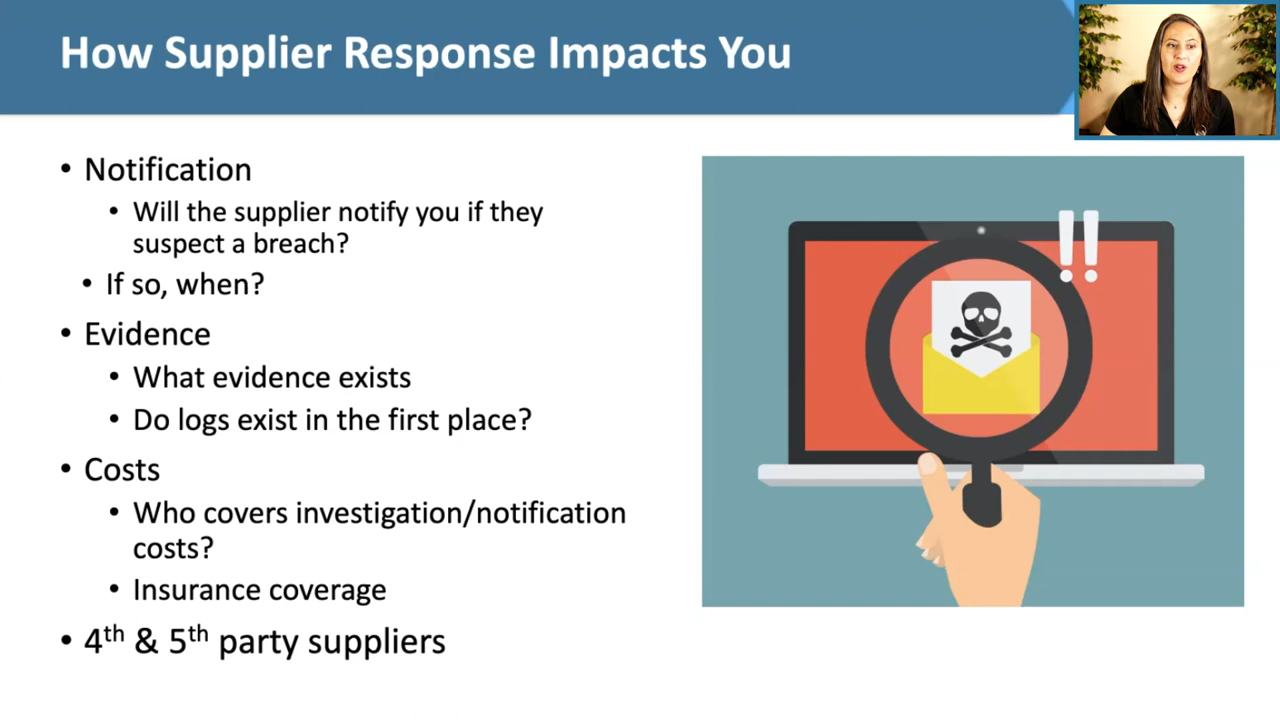 How Supplier Response Impacts You
• Notification
• Will the supplier notify you if they
suspect a breach?
• If so, when?
• Evidence
• What evidence exists
• Do logs exist in the first place?
• Costs
• Who covers investigation/notification
costs?
• Insurance coverage
• 4th & 5th party suppliers
!!